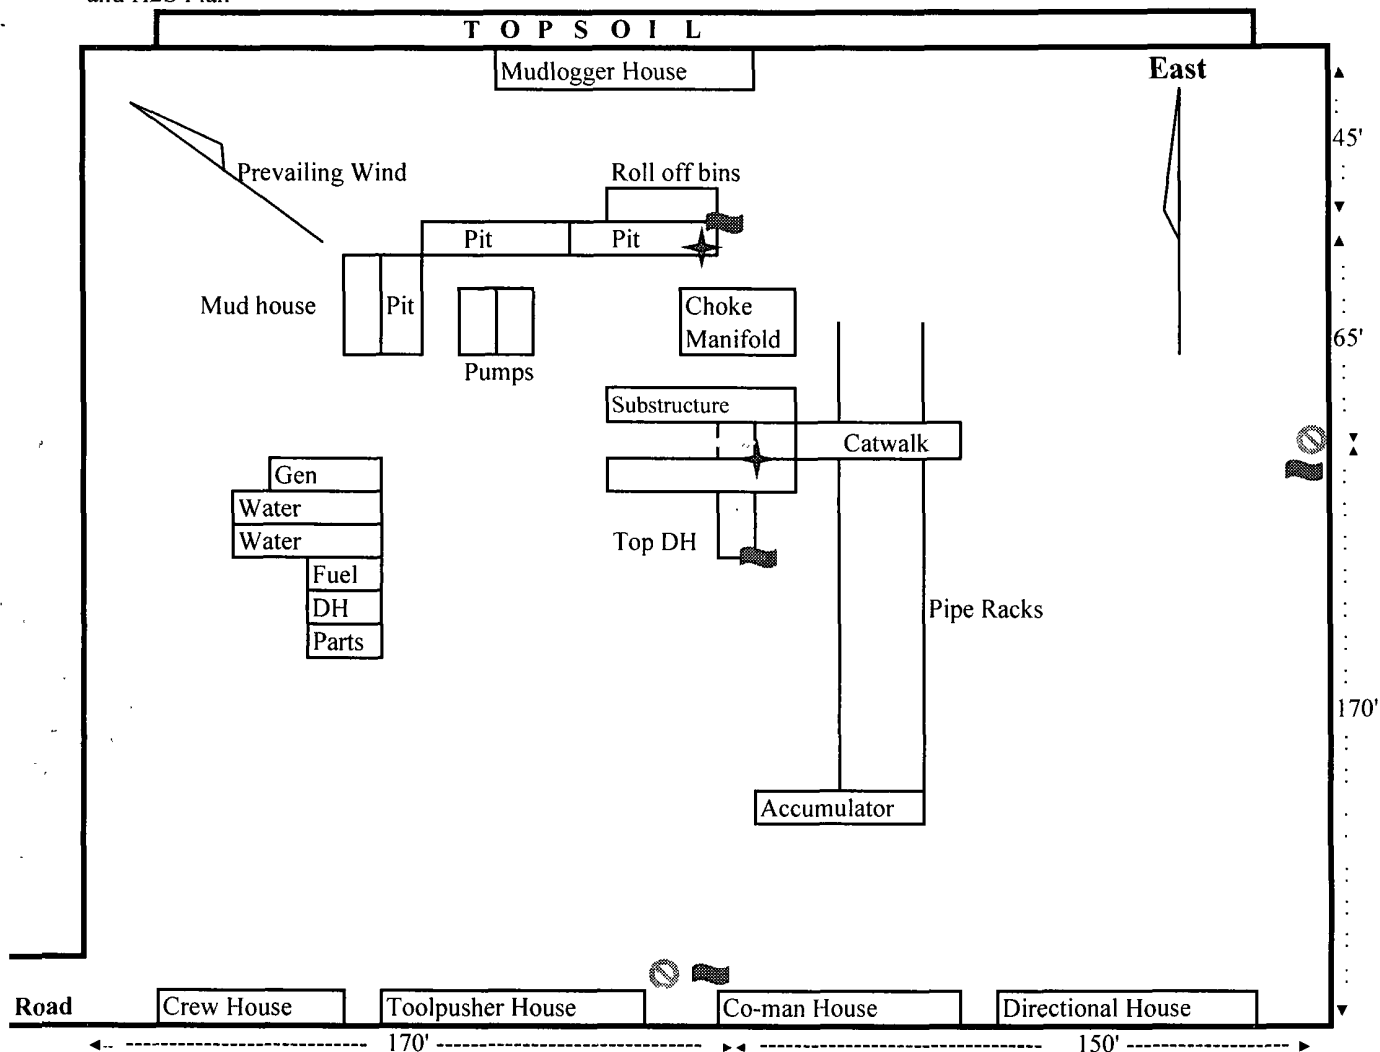 T O P S O I L
Mudlogger House
East
45'
Prevailing Wind
Roll off bins
Pit
Pit
Mud house
Pit
Choke
Manifold
65'
Pumps
Substructure
Catwalk
Gen
Water
Water
Top DH
Fuel
DH
Pipe Racks
Parts
170'
Accumulator
Road
Crew House
Toolpusher House
Co-man House
Directional House
170'
150'